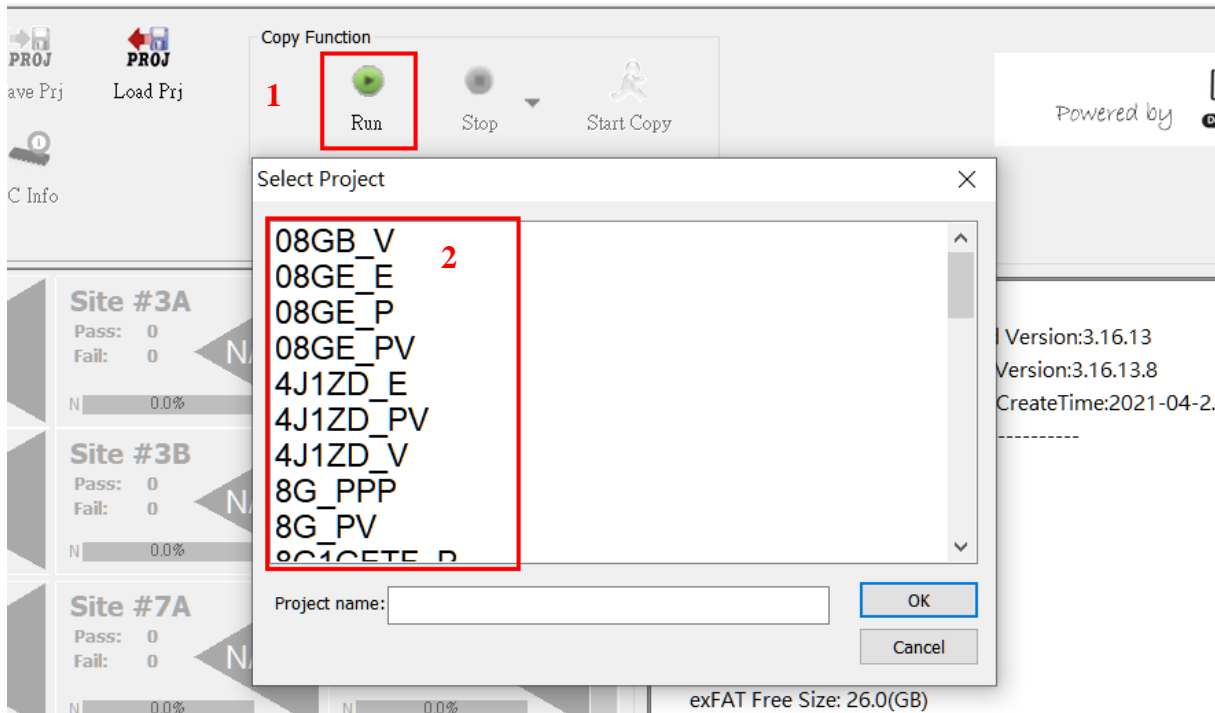 PROJ
PROJ
ave Prj
Load Prj
C Info
Copy Function
1
Run
Stop
Start Copy
Powered by
Select Project
2
08GB_V
08GE_E
08GE_P
08GE_PV
4J1ZD_E
4J1ZD_PV
4J1ZD_V
8G_PPP
8G_PV
Project name:
OK
Cancel
Site #3A
Pass: 0
Fail: 0
N 0.0%
Site #3B
Pass: 0
Fail: 0
N 0.0%
Site #7A
Pass: 0
Fail: 0
N 0.0%
N 0.0%
Version:3.16.13
Version:3.16.13.8
CreateTime:2021-04-2.
----------
exFAT Free Size: 26.0(GB)